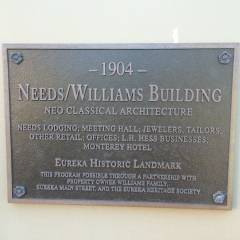 – 1904 –
NEEDS/WILLIAMS BUILDING
NEO CLASSICAL ARCHITECTURE
NEEDS LODGING; MEETING HALL; JEWELERS, TAILORS,
OTHER RETAIL; OFFICES; L.H. HESS BUSINESSES;
MONTEREY HOTEL
EUREKA HISTORIC LANDMARK
THIS PROGRAM POSSIBLE THROUGH A PARTNERSHIP WITH
PROPERTY OWNER WILLIAMS FAMILY,
EUREKA MAIN STREET, AND THE EUREKA HERITAGE SOCIETY